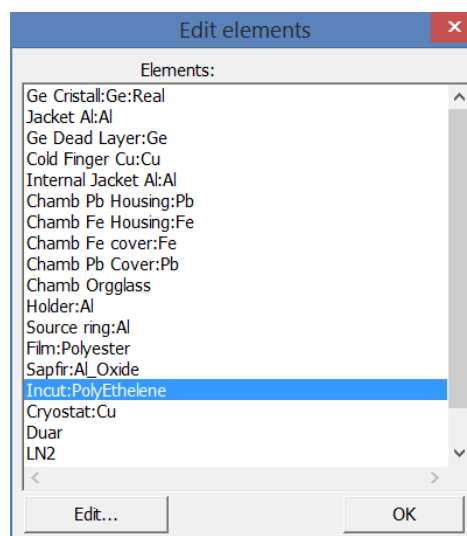 Edit elements
Elements:
Ge Cristall:Ge:Real
Jacket Al:Al
Ge Dead Layer:Ge
Cold Finger Cu:Cu
Internal Jacket Al:Al
Chamb Pb Housing:Pb
Chamb Fe Housing:Fe
Chamb Fe cover:Fe
Chamb Pb Cover:Pb
Chamb Orgglass
Holder:Al
Source ring:Al
Film:Polyester
Sapfir:Al_Oxide
Incut:PolyEthelene
Cryostat:Cu
Duar
LN2
Edit... OK